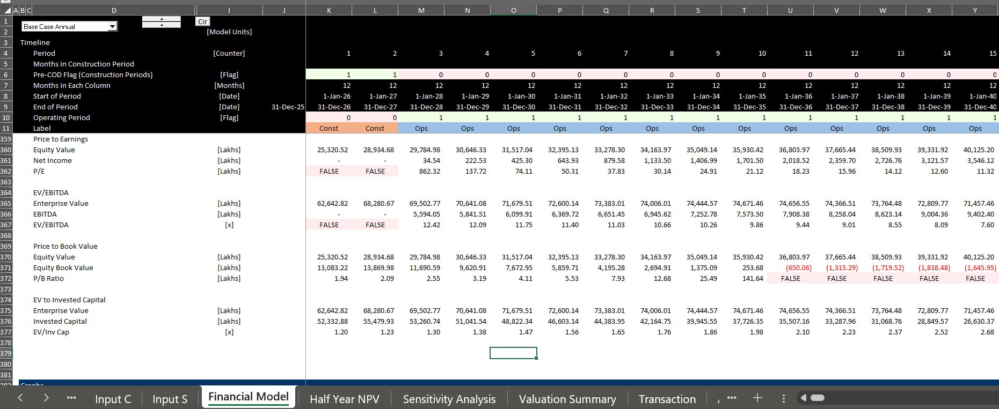 A B C D I J K L M N O P Q R S T U V W X Y
1 Base Case Annual Cir
2 [Model Units]
3 Timeline
4 Period [Counter] 1 2 3 4 5 6 7 8 9 10 11 12 13 14 15
5 Months in Construction Period
6 Pre-COD Flag (Construction Periods) [Flag] 1 1 0 0 0 0 0 0 0 0 0 0 0 0 0
7 Months in Each Column [Months] 12 12 12 12 12 12 12 12 12 12 12 12 12 12 12
8 Start of Period [Date] 1-Jan-26 1-Jan-27 1-Jan-28 1-Jan-29 1-Jan-30 1-Jan-31 1-Jan-32 1-Jan-33 1-Jan-34 1-Jan-35 1-Jan-36 1-Jan-37 1-Jan-38 1-Jan-39 1-Jan-40
9 End of Period [Date] 31-Dec-25 31-Dec-26 31-Dec-27 31-Dec-28 31-Dec-29 31-Dec-30 31-Dec-31 31-Dec-32 31-Dec-33 31-Dec-34 31-Dec-35 31-Dec-36 31-Dec-37 31-Dec-38 31-Dec-39 31-Dec-40
10 Operating Period [Flag] 0 0 1 1 1 1 1 1 1 1 1 1 1 1 1
11 Label Const Const Ops Ops Ops Ops Ops Ops Ops Ops Ops Ops Ops Ops Ops
359 Price to Earnings
360 Equity Value [Lakhs] 25,320.52 28,934.68 29,784.98 30,646.33 31,517.04 32,395.13 33,278.30 34,163.97 35,049.14 35,930.42 36,803.97 37,665.44 38,509.93 39,331.92 40,125.20
361 Net Income [Lakhs] - - 34.54 222.53 425.30 643.93 879.58 1,133.50 1,406.99 1,701.50 2,018.52 2,359.70 2,726.76 3,121.57 3,546.12
362 P/E [Lakhs] FALSE FALSE 862.32 137.72 74.11 50.31 37.83 30.14 24.91 21.12 18.23 15.96 14.12 12.60 11.32
363
364 EV/EBITDA
365 Enterprise Value [Lakhs] 62,642.82 68,280.67 69,502.77 70,641.08 71,679.51 72,600.14 73,383.01 74,006.01 74,444.57 74,671.46 74,656.55 74,366.51 73,764.48 72,809.77 71,457.46
366 EBITDA [Lakhs] - - 5,594.05 5,841.51 6,099.91 6,369.72 6,651.45 6,945.62 7,252.78 7,573.50 7,908.38 8,258.04 8,623.14 9,004.36 9,402.40
367 EV/EBITDA [x] FALSE FALSE 12.42 12.09 11.75 11.40 11.03 10.66 10.26 9.86 9.44 9.01 8.55 8.09 7.60
368
369 Price to Book Value
370 Equity Value [Lakhs] 25,320.52 28,934.68 29,784.98 30,646.33 31,517.04 32,395.13 33,278.30 34,163.97 35,049.14 35,930.42 36,803.97 37,665.44 38,509.93 39,331.92 40,125.20
371 Equity Book Value [Lakhs] 13,083.22 13,869.98 11,690.59 9,620.91 7,672.95 5,859.71 4,195.28 2,694.91 1,375.09 253.68 (650.06) (1,315.29) (1,719.52) (1,838.48) (1,645.95)
372 P/B Ratio [Lakhs] 1.94 2.09 2.55 3.19 4.11 5.53 7.93 12.68 25.49 141.64 FALSE FALSE FALSE FALSE FALSE
373
374 EV to Invested Capital
375 Enterprise Value [Lakhs] 62,642.82 68,280.67 69,502.77 70,641.08 71,679.51 72,600.14 73,383.01 74,006.01 74,444.57 74,671.46 74,656.55 74,366.51 73,764.48 72,809.77 71,457.46
376 Invested Capital [Lakhs] 52,332.88 55,479.93 53,260.74 51,041.54 48,822.34 46,603.14 44,383.95 42,164.75 39,945.55 37,726.35 35,507.16 33,287.96 31,068.76 28,849.57 26,630.37
377 EV/Inv Cap [x] 1.20 1.23 1.30 1.38 1.47 1.56 1.65 1.76 1.86 1.98 2.10 2.23 2.37 2.52 2.68
378
379
380
381
382 Graphs
Input C Input S Financial Model Half Year NPV Sensitivity Analysis Valuation Summary Transaction